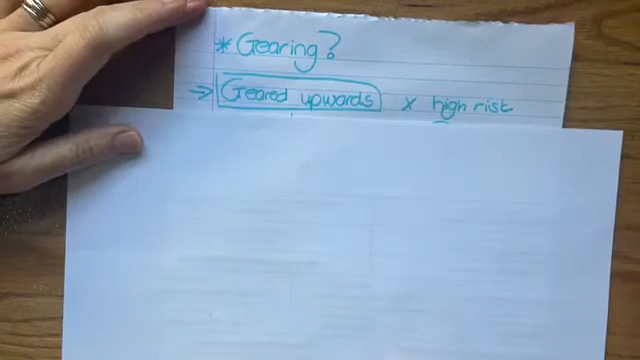 * Gearing?
→ Geared upwards x high risk